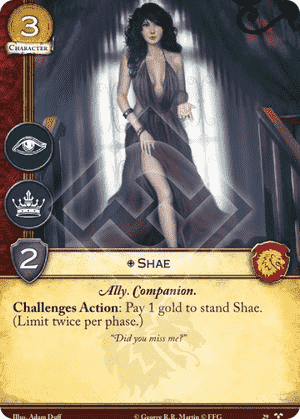 3
CHARACTER
2
SHAE
Ally. Companion.
Challenges Action: Pay 1 gold to stand Shae.
(Limit twice per phase.)
"Did you miss me?"
Illus. Adam Duff © George R.R. Martin © FFG 29